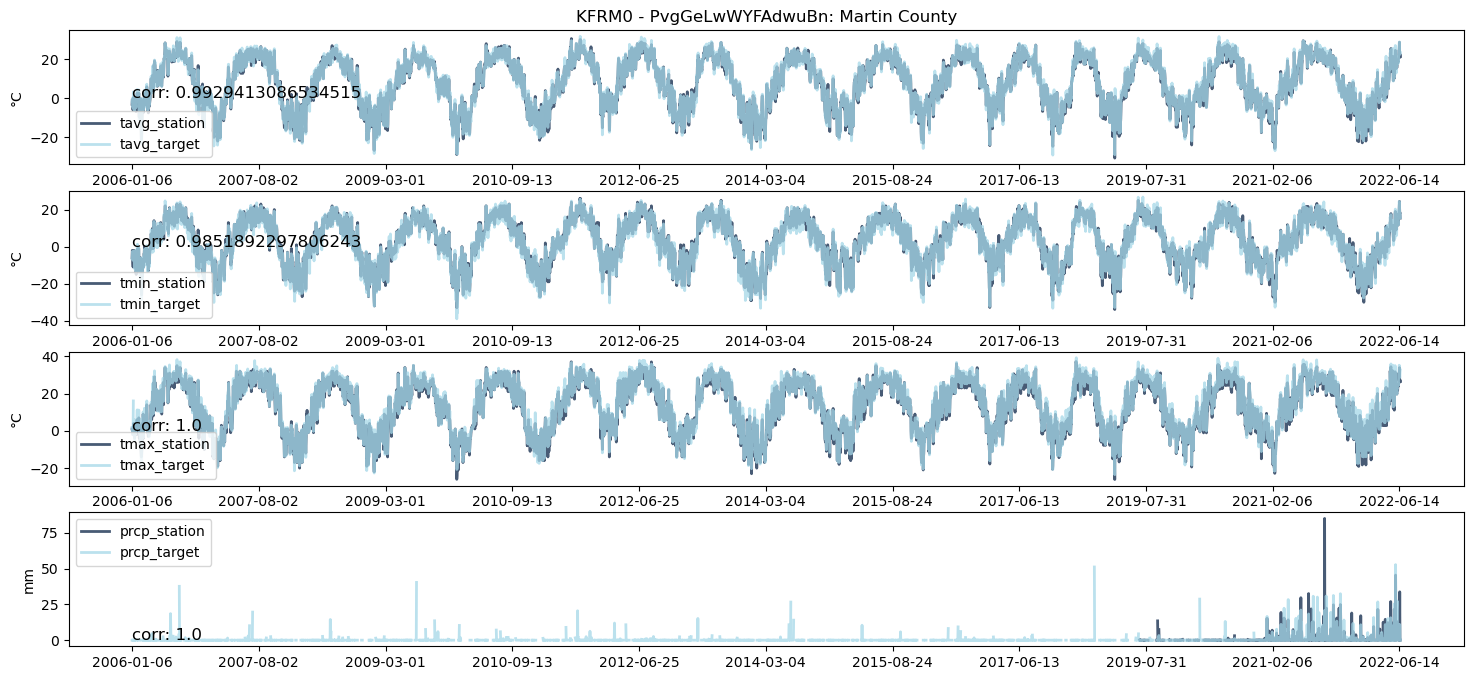 KFRM0 - PvgGeLwWYFAdwuBn: Martin County
20
0
−20
°C
corr: 0.9929413086534515
tavg_station
tavg_target
2006-01-06 2007-08-02 2009-03-01 2010-09-13 2012-06-25 2014-03-04 2015-08-24 2017-06-13 2019-07-31 2021-02-06 2022-06-14
20
0
−20
−40
°C
corr: 0.9851892297806243
tmin_station
tmin_target
2006-01-06 2007-08-02 2009-03-01 2010-09-13 2012-06-25 2014-03-04 2015-08-24 2017-06-13 2019-07-31 2021-02-06 2022-06-14
40
20
0
−20
°C
corr: 1.0
tmax_station
tmax_target
2006-01-06 2007-08-02 2009-03-01 2010-09-13 2012-06-25 2014-03-04 2015-08-24 2017-06-13 2019-07-31 2021-02-06 2022-06-14
75
50
25
0
mm
prcp_station
prcp_target
corr: 1.0
2006-01-06 2007-08-02 2009-03-01 2010-09-13 2012-06-25 2014-03-04 2015-08-24 2017-06-13 2019-07-31 2021-02-06 2022-06-14